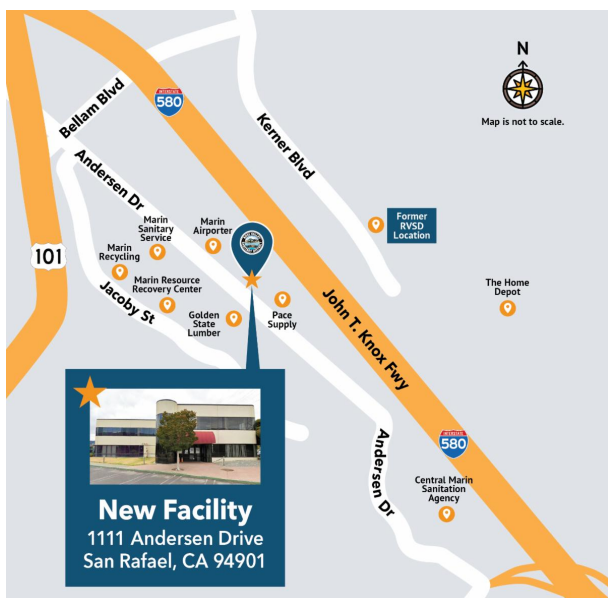 N
Map is not to scale.
INTERSTATE
580
Bellam Blvd
Kerner Blvd
Andersen Dr
Former
RVSD
Location
Marin
Sanitary
Service
Marin
Airporter
Marin
Recycling
101
Marin Resource
Recovery Center
Jacoby St
Golden
State
Lumber
Pace
Supply
The Home
Depot
John T. Knox Fwy
INTERSTATE
580
Andersen Dr
Central Marin
Sanitation
Agency
New Facility
1111 Andersen Drive
San Rafael, CA 94901